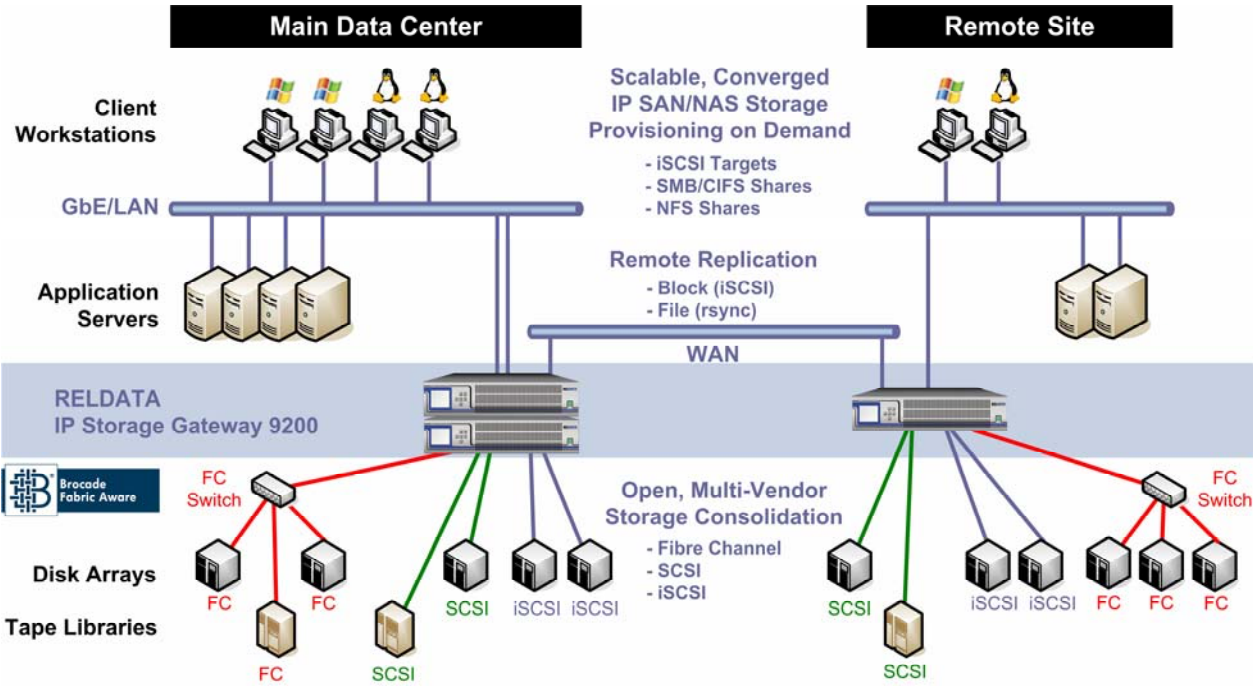 Main Data Center
Remote Site
Client
Workstations
Scalable, Converged
IP SAN/NAS Storage
Provisioning on Demand
- iSCSI Targets
- SMB/CIFS Shares
- NFS Shares
GbE/LAN
Application
Servers
Remote Replication
- Block (iSCSI)
- File (rsync)
WAN
RELDATA
IP Storage Gateway 9200
Brocade
Fabric Aware
FC
Switch
Open, Multi-Vendor
Storage Consolidation
- Fibre Channel
- SCSI
- iSCSI
FC
Switch
Disk Arrays
FC
FC
SCSI
iSCSI
iSCSI
SCSI
iSCSI
iSCSI
FC
FC
FC
Tape Libraries
FC
SCSI
SCSI